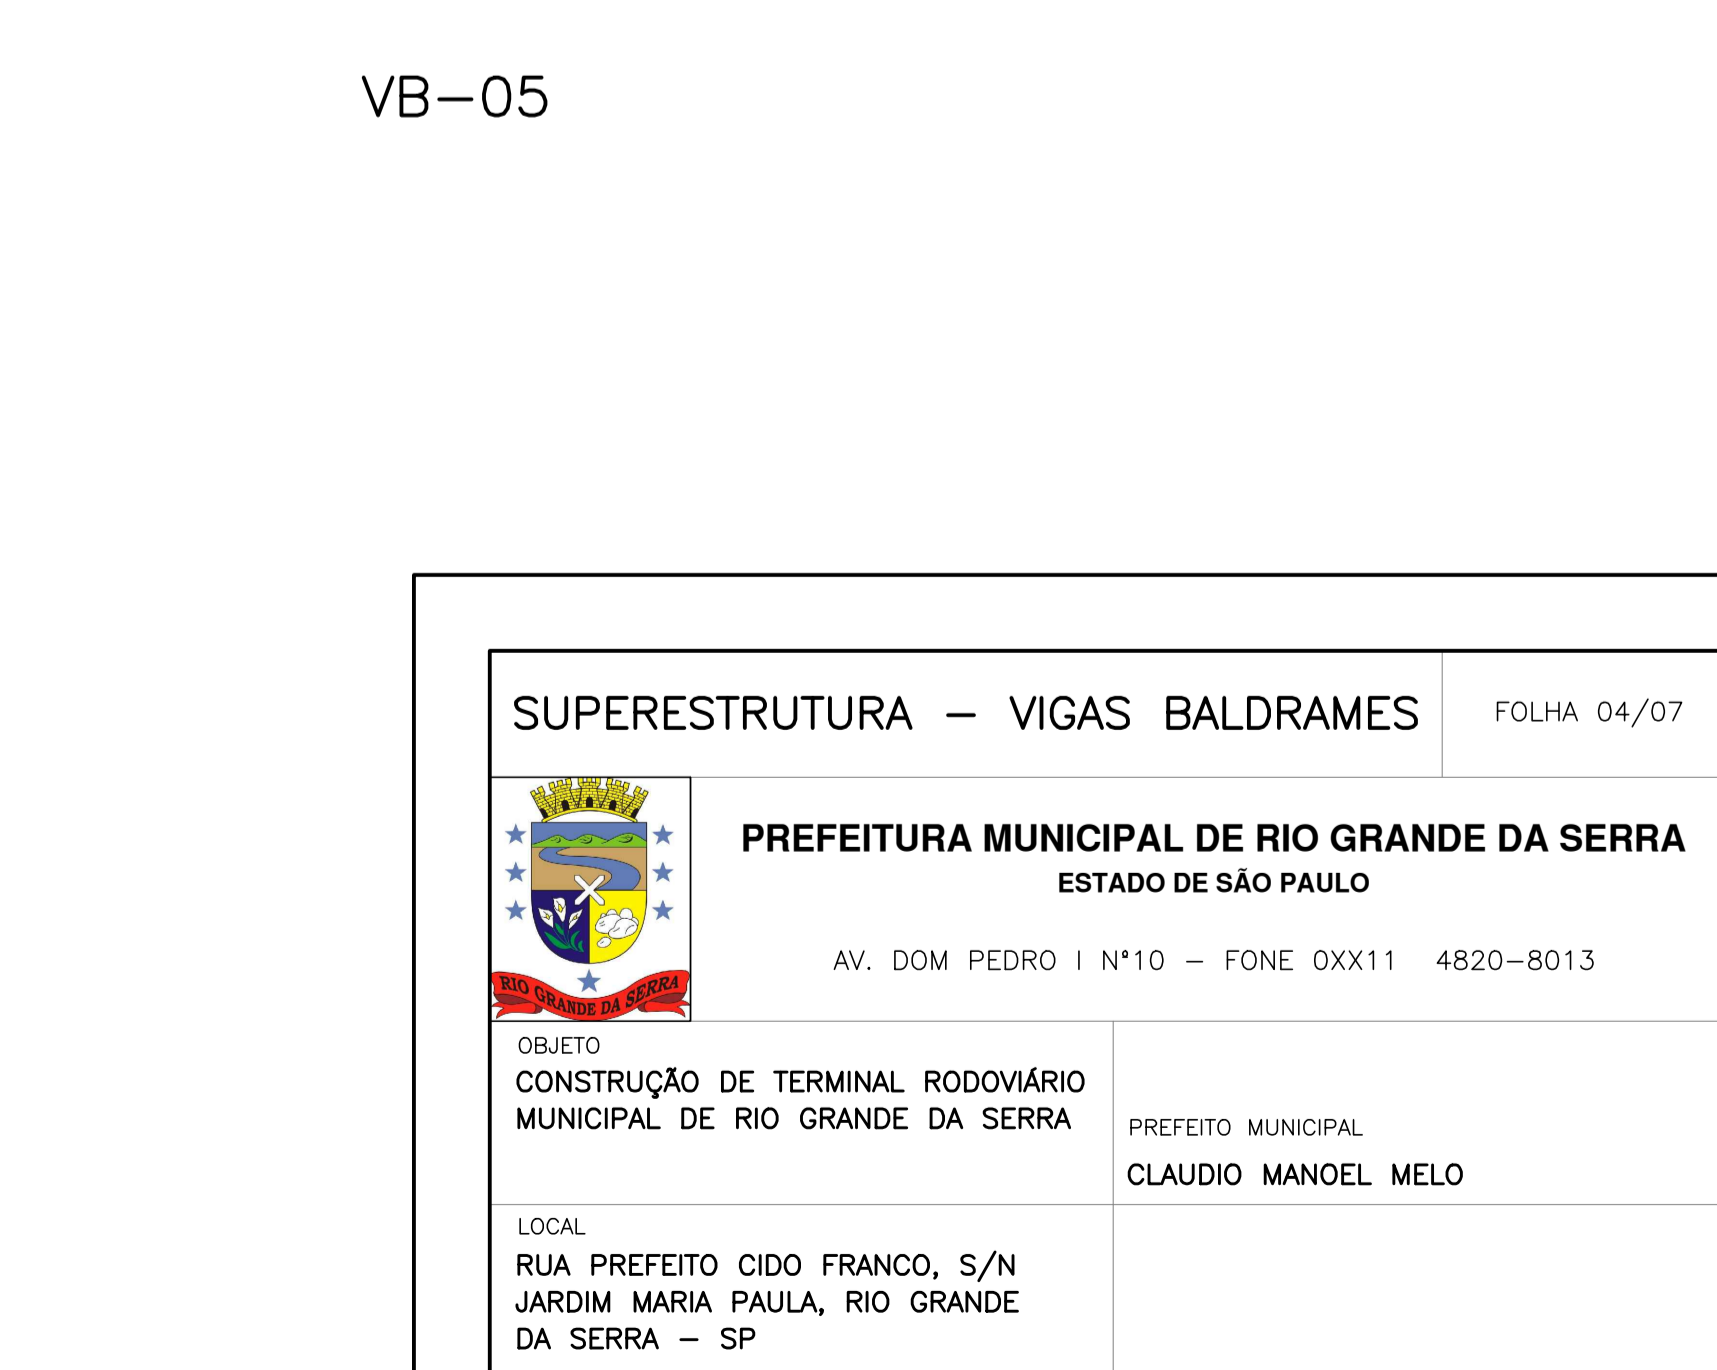 VB-05
SUPERESTRUTURA - VIGAS BALDRAMES
FOLHA 04/07
PREFEITURA MUNICIPAL DE RIO GRANDE DA SERRA
ESTADO DE SÃO PAULO
AV. DOM PEDRO I Nº10 - FONE 0XX11 4820-8013
RIO GRANDE DA SERRA
OBJETO
CONSTRUÇÃO DE TERMINAL RODOVIÁRIO
MUNICIPAL DE RIO GRANDE DA SERRA
PREFEITO MUNICIPAL
CLAUDIO MANOEL MELO
LOCAL
RUA PREFEITO CIDO FRANCO, S/N
JARDIM MARIA PAULA, RIO GRANDE
DA SERRA - SP